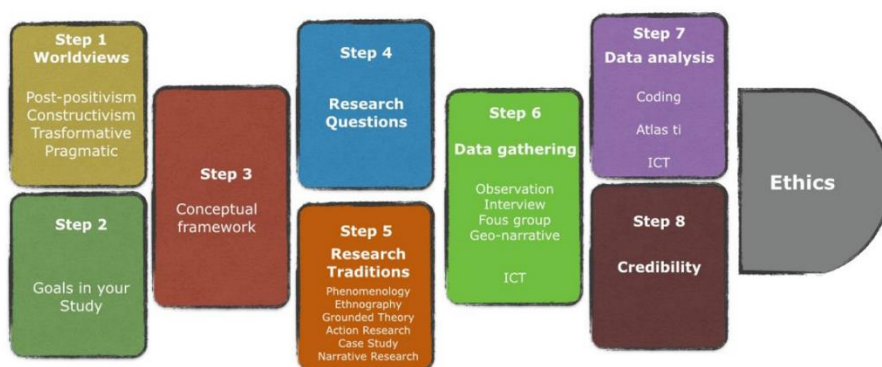 Step 1
Worldviews
Post-positivism
Constructivism
Trasformative
Pragmatic
Step 2
Goals in your
Study
Step 3
Conceptual
framework
Step 4
Research
Questions
Step 5
Research
Traditions
Phenomenology
Ethnography
Grounded Theory
Action Research
Case Study
Narrative Research
Step 6
Data gathering
Observation
Interview
Fous group
Geo-narrative
ICT
Step 7
Data analysis
Coding
Atlas ti
ICT
Step 8
Credibility
Ethics